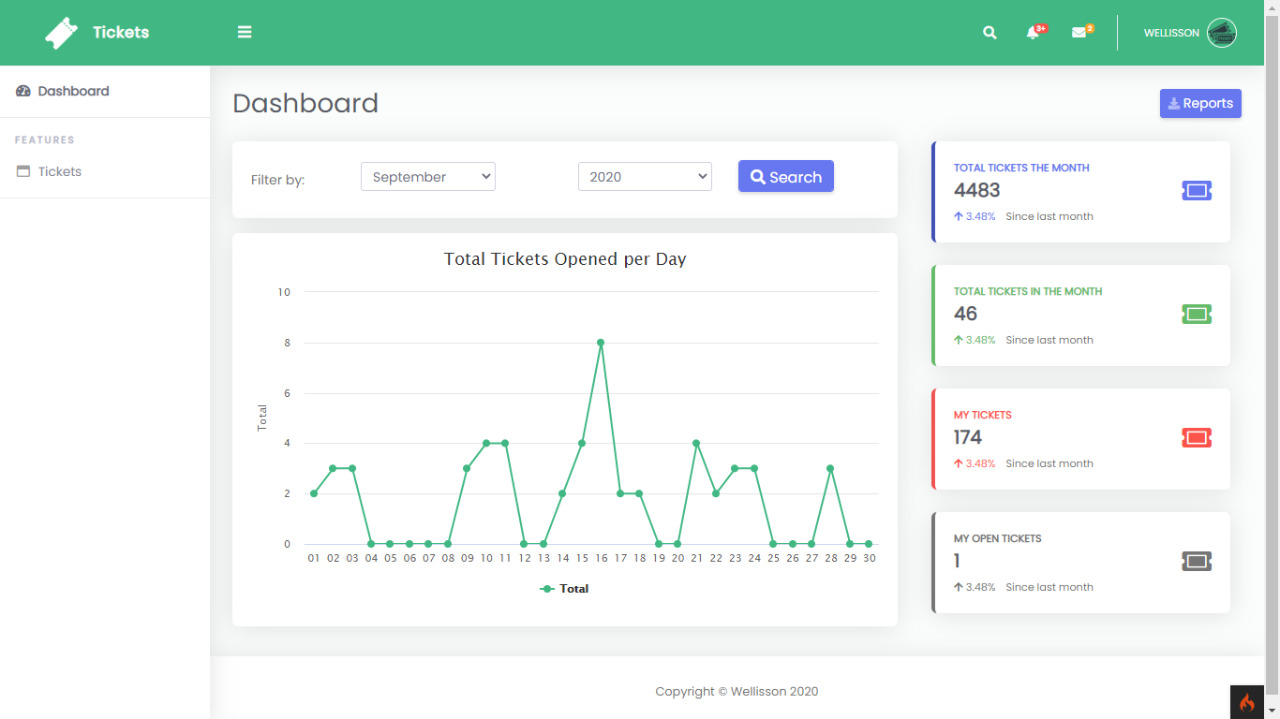 Tickets
3+
2
WELLISSON
Dashboard
FEATURES
Tickets
Dashboard
Reports
Filter by:
September
2020
Search
Total Tickets Opened per Day
10
8
6
4
2
0
Total
01 02 03 04 05 06 07 08 09 10 11 12 13 14 15 16 17 18 19 20 21 22 23 24 25 26 27 28 29 30
Total
TOTAL TICKETS THE MONTH
4483
3.48% Since last month
TOTAL TICKETS IN THE MONTH
46
3.48% Since last month
MY TICKETS
174
3.48% Since last month
MY OPEN TICKETS
1
3.48% Since last month
Copyright © Wellisson 2020